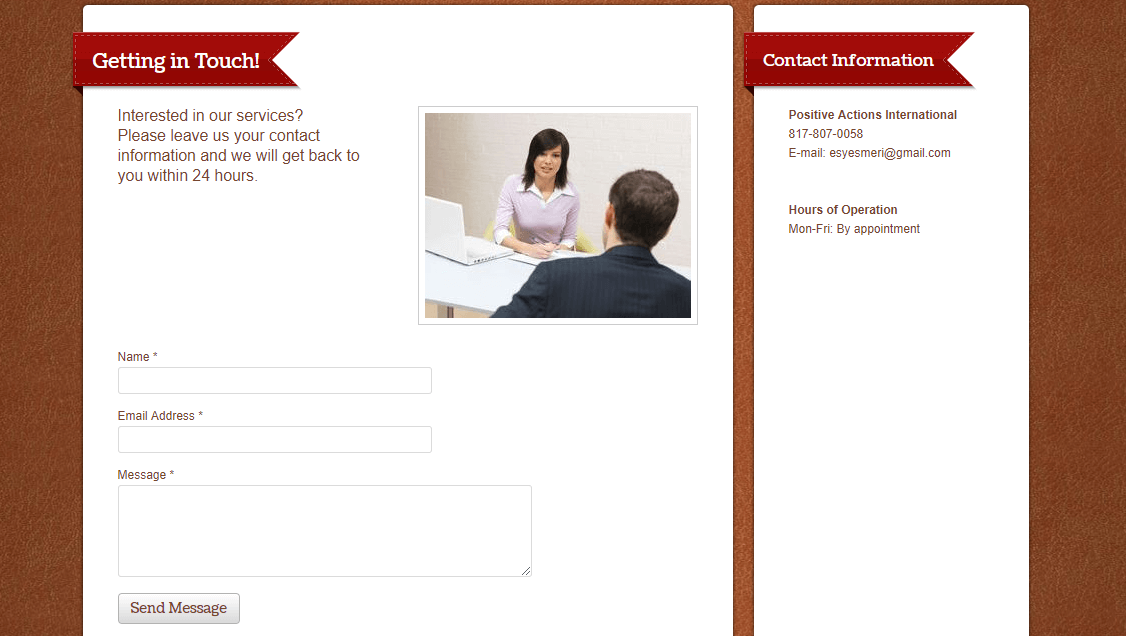 Getting in Touch!
Interested in our services?
Please leave us your contact
information and we will get back to
you within 24 hours.
Name *
Email Address *
Message *
Send Message
Contact Information
Positive Actions International
817-807-0058
E-mail: esyesmeri@gmail.com
Hours of Operation
Mon-Fri: By appointment